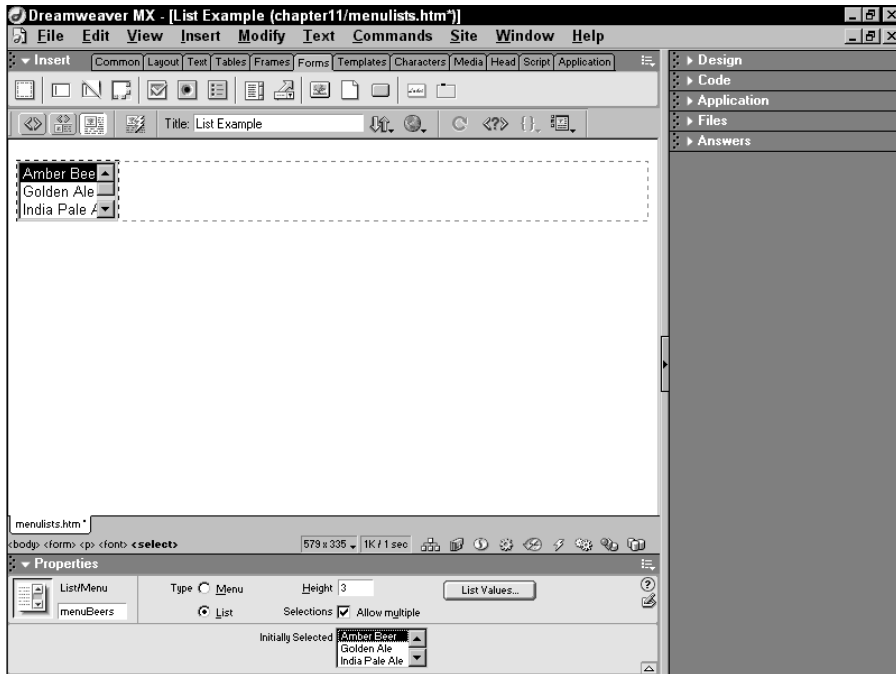 Dreamweaver MX - [List Example (chapter11/menulists.htm*)]
File Edit View Insert Modify Text Commands Site Window Help
Insert Common Layout Text Tables Frames Forms Templates Characters Media Head Script Application
Title: List Example
Design
Code
Application
Files
Answers
Amber Bee
Golden Ale
India Pale A
menulists.htm*
<body> <form> <p> <font> <select> 579 x 335 1K / 1 sec
Properties
List/Menu Type Menu Height 3 List Values...
menuBeers List Selections Allow multiple
Initially Selected Amber Beer
Golden Ale
India Pale Ale